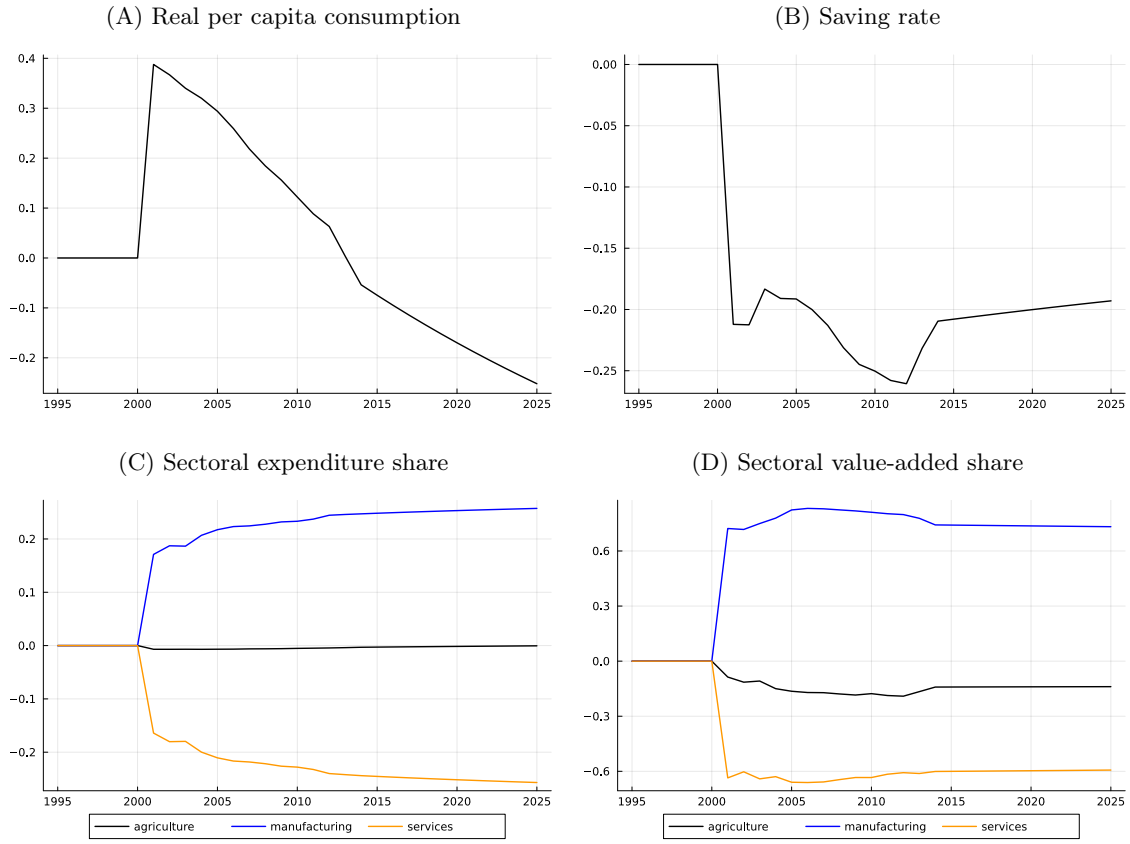 (A) Real per capita consumption
0.4
0.3
0.2
0.1
0.0
−0.1
−0.2
1995 2000 2005 2010 2015 2020 2025
(B) Saving rate
0.00
−0.05
−0.10
−0.15
−0.20
−0.25
1995 2000 2005 2010 2015 2020 2025
(C) Sectoral expenditure share
0.2
0.1
0.0
−0.1
−0.2
1995 2000 2005 2010 2015 2020 2025
agriculture manufacturing services
(D) Sectoral value-added share
0.6
0.3
0.0
−0.3
−0.6
1995 2000 2005 2010 2015 2020 2025
agriculture manufacturing services